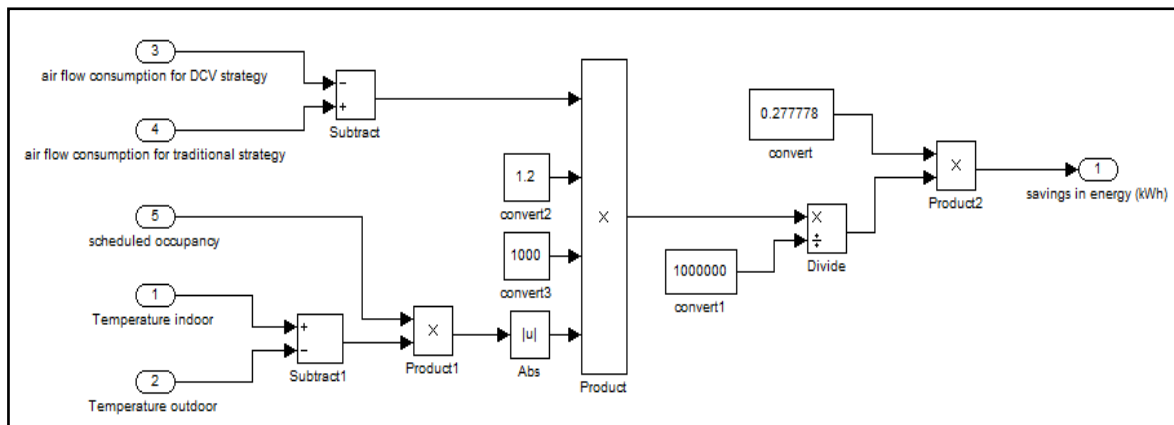 3
air flow consumption for DCV strategy
4
air flow consumption for traditional strategy
−
+
Subtract
5
scheduled occupancy
1
Temperature indoor
2
Temperature outdoor
+
−
Subtract1
X
Product1
|u|
Abs
1.2
convert2
1000
convert3
X
Product
0.277778
convert
1000000
convert1
X
÷
Divide
X
Product2
1
savings in energy (kWh)